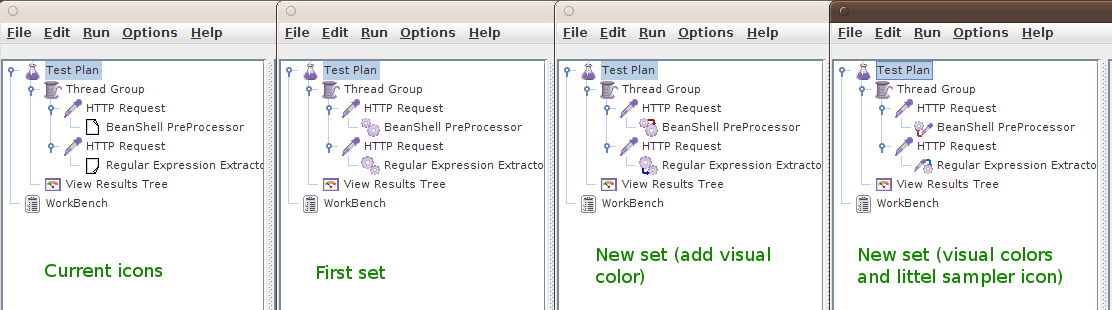 File Edit Run Options Help
Test Plan
Thread Group
HTTP Request
BeanShell PreProcessor
HTTP Request
Regular Expression Extracto
View Results Tree
WorkBench
Current icons
File Edit Run Options Help
Test Plan
Thread Group
HTTP Request
BeanShell PreProcessor
HTTP Request
Regular Expression Extracto
View Results Tree
WorkBench
First set
File Edit Run Options Help
Test Plan
Thread Group
HTTP Request
BeanShell PreProcessor
HTTP Request
Regular Expression Extracto
View Results Tree
WorkBench
New set (add visual
color)
File Edit Run Options Help
Test Plan
Thread Group
HTTP Request
BeanShell PreProcessor
HTTP Request
Regular Expression Extractor
View Results Tree
WorkBench
New set (visual colors
and littel sampler icon)